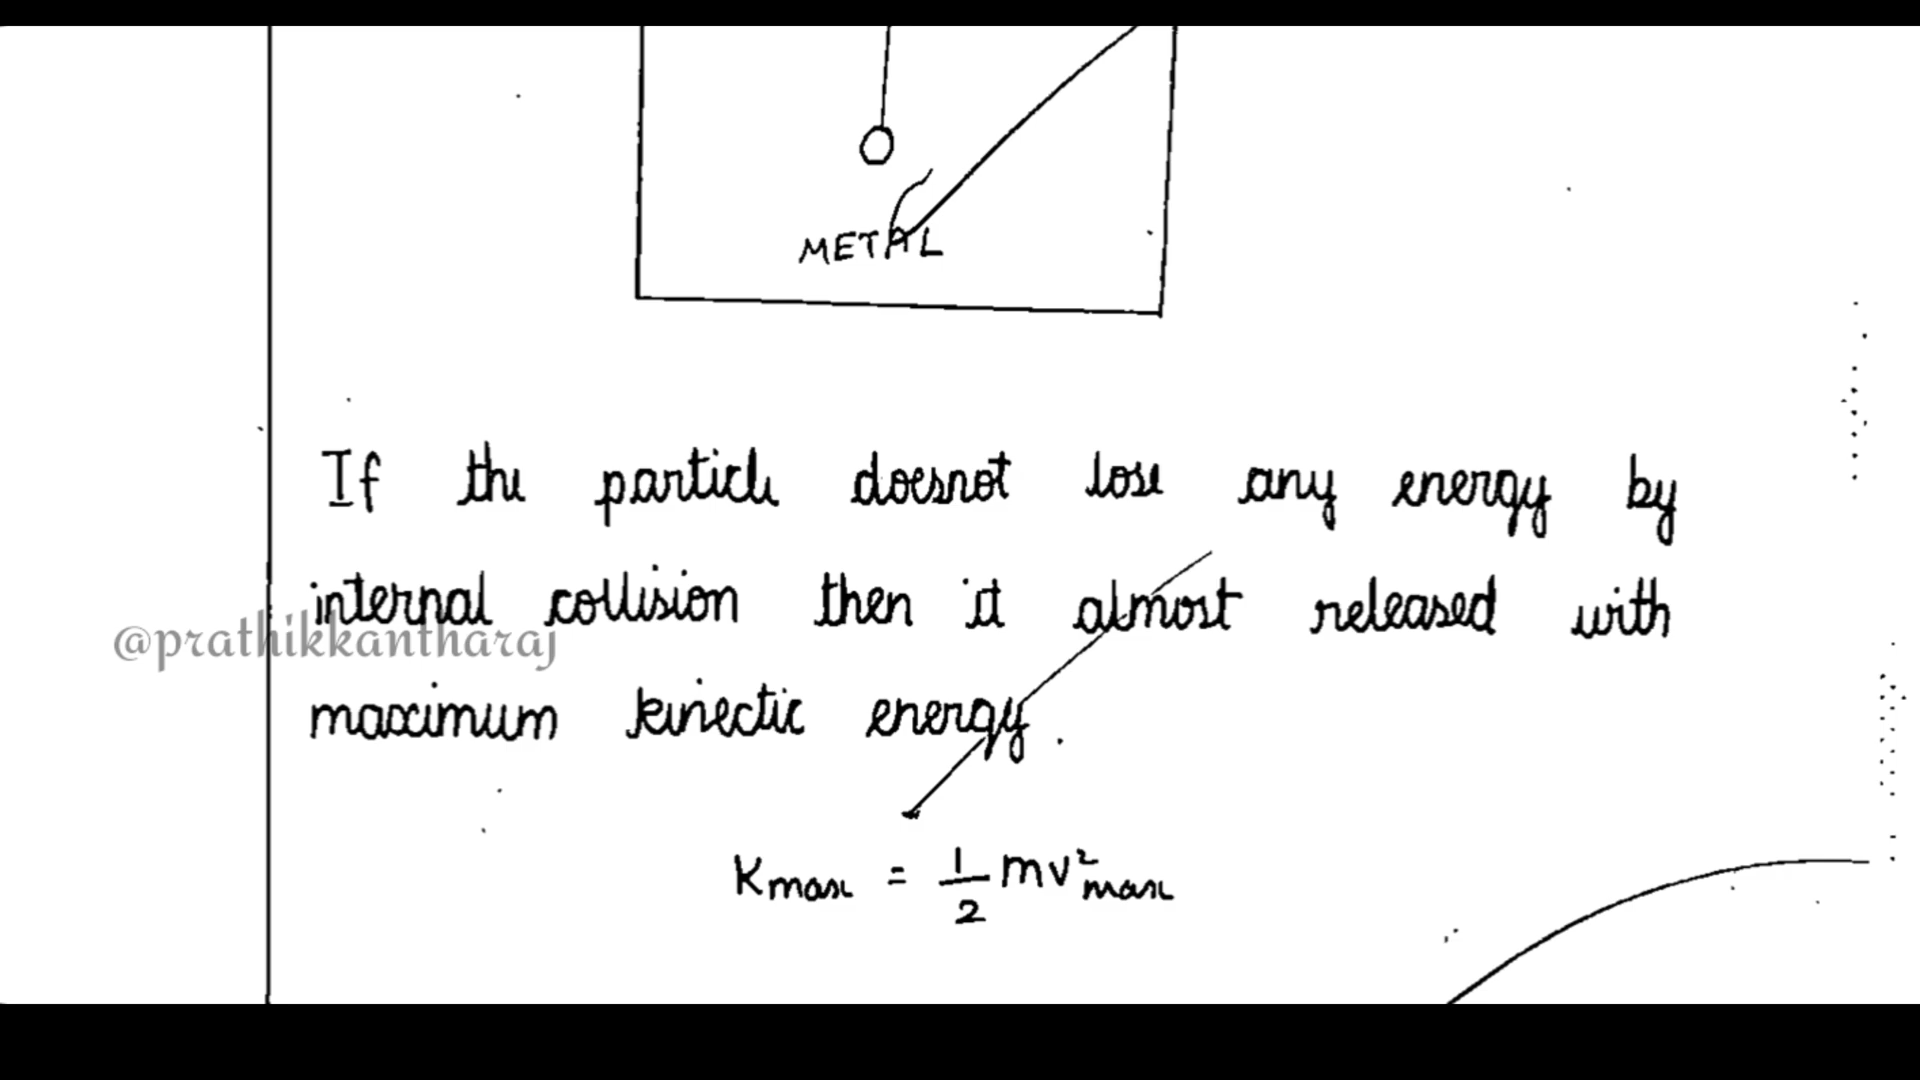 METAL
If the particle doesnot lose any energy by
internal collision then it almost released with
@prathikkantharaj
maximum kinectic energy.
Kmax = 1/2 mv²max